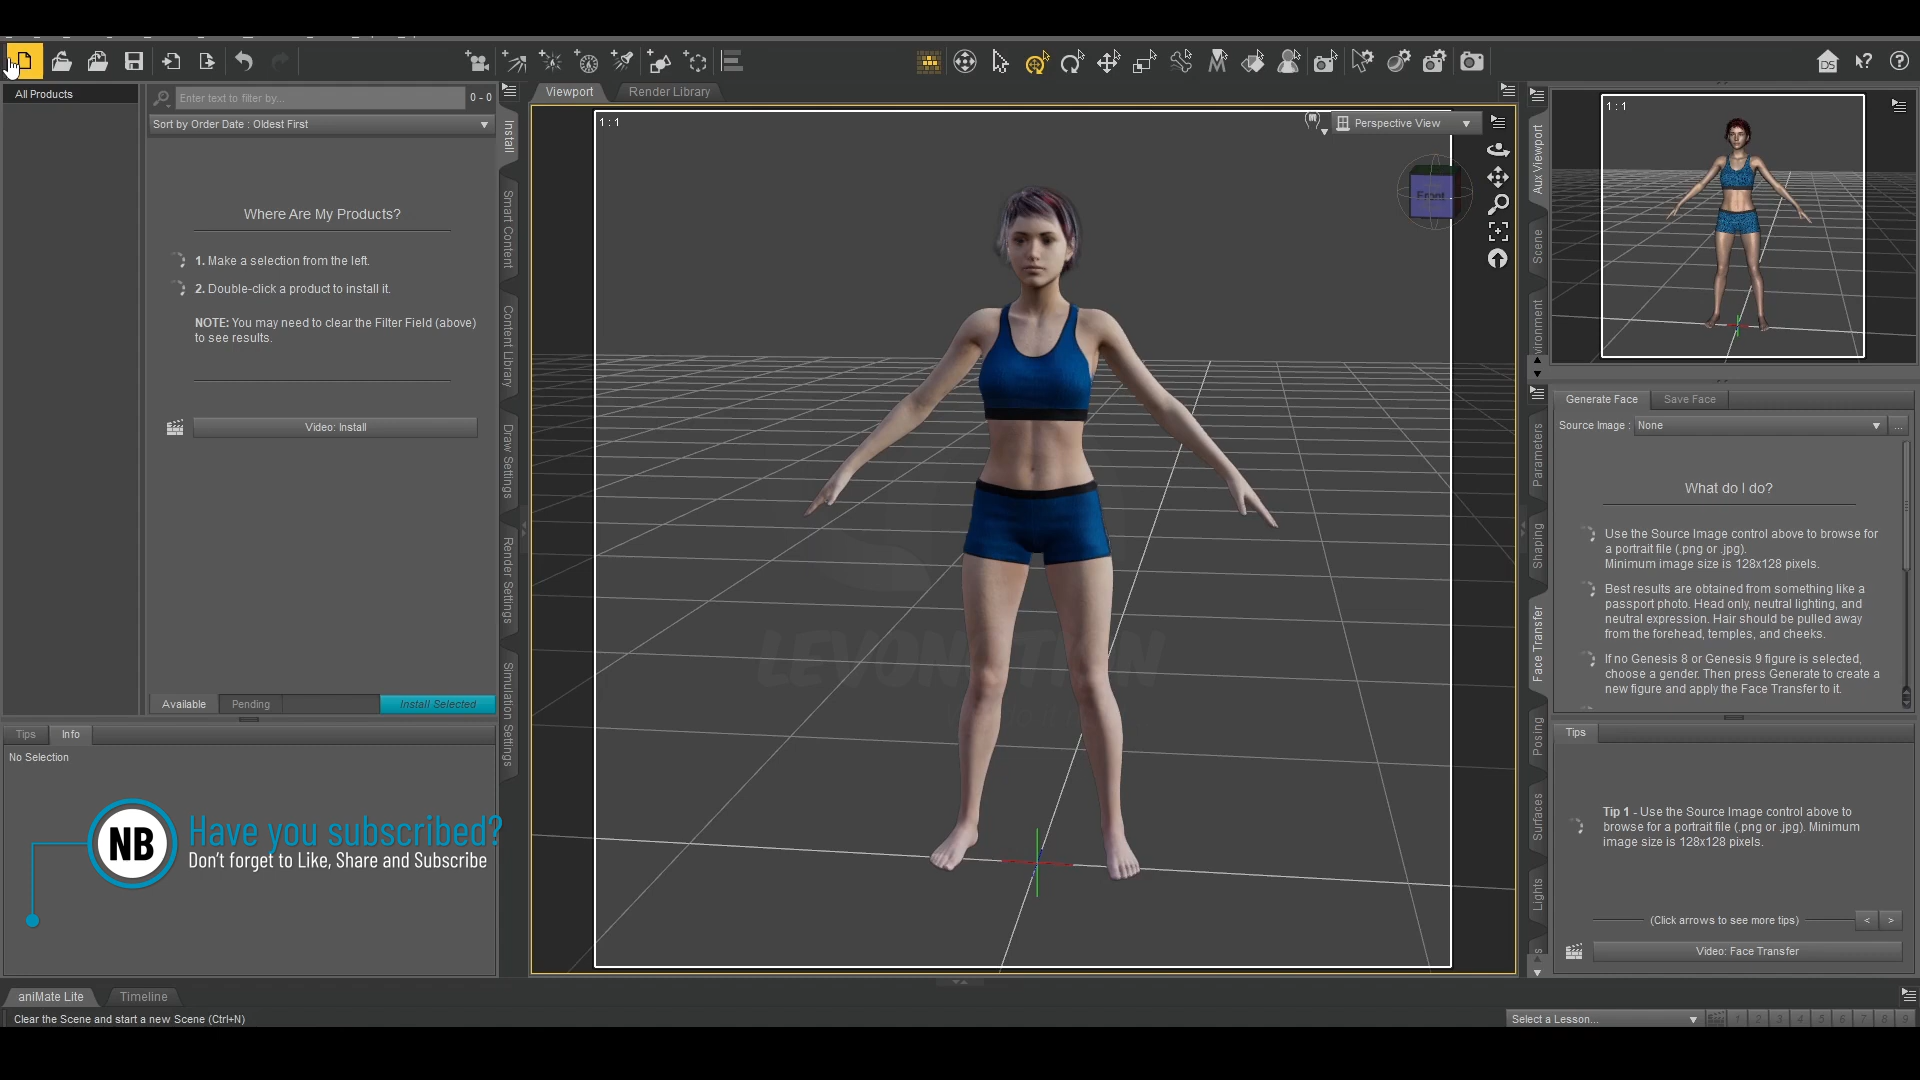 All Products
Enter text to filter by...
0 - 0
Sort by Order Date : Oldest First
Where Are My Products?
1. Make a selection from the left.
2. Double-click a product to install it.
NOTE: You may need to clear the Filter Field (above)
to see results.
Video: Install
Available
Pending
Install Selected
Install
Smart Content
Content Library
Draw Settings
Render Settings
Simulation Settings
Tips
Info
No Selection
NB
Have you subscribed?
Don't forget to Like, Share and Subscribe
Viewport
Render Library
1 : 1
Perspective View
Front
DS
1 : 1
Aux Viewport
Scene
Parameters
Shaping
Face Transfer
Posing
Surfaces
Lights
Generate Face
Save Face
Source Image :
None
...
What do I do?
Use the Source Image control above to browse for
a portrait file (.png or .jpg).
Minimum image size is 128x128 pixels.
Best results are obtained from something like a
passport photo. Head only, neutral lighting, and
neutral expression. Hair should be pulled away
from the forehead, temples, and cheeks.
If no Genesis 8 or Genesis 9 figure is selected,
choose a gender. Then press Generate to create a
new figure and apply the Face Transfer to it.
Tips
Tip 1 - Use the Source Image control above to
browse for a portrait file (.png or .jpg). Minimum
image size is 128x128 pixels.
(Click arrows to see more tips)
<
>
Video: Face Transfer
aniMate Lite
Timeline
Clear the Scene and start a new Scene (Ctrl+N)
Select a Lesson...
1 2 3 4 5 6 7 8 9